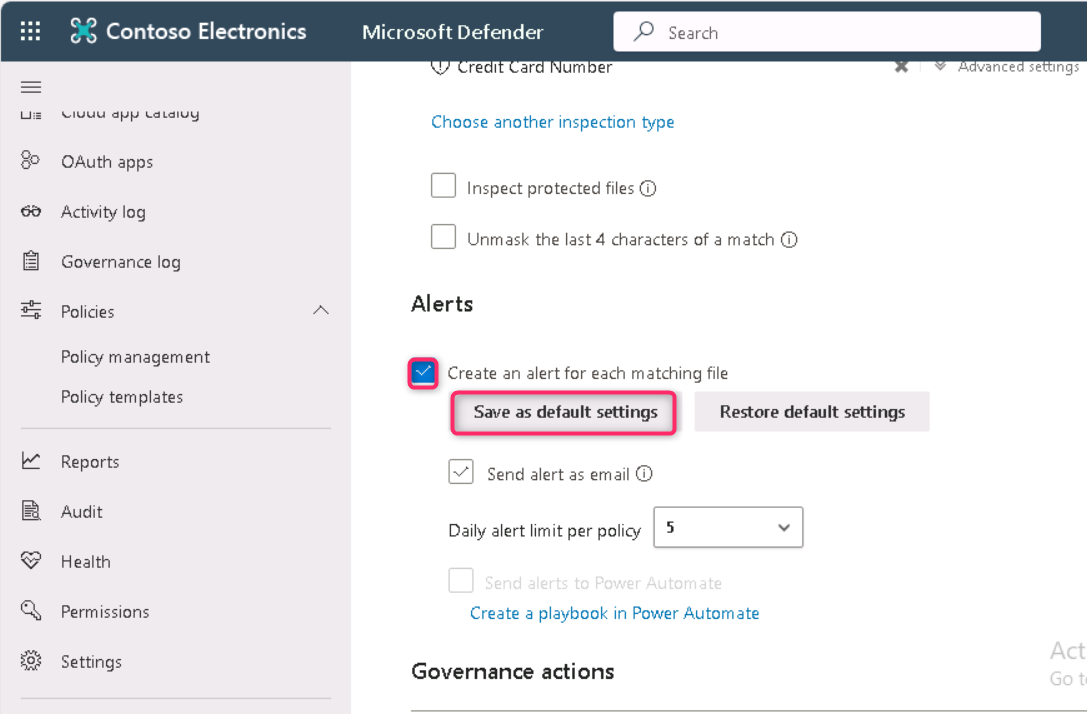 Contoso Electronics
Microsoft Defender
Search
Cloud app catalog
OAuth apps
Activity log
Governance log
Policies
Policy management
Policy templates
Reports
Audit
Health
Permissions
Settings
Credit Card Number
Advanced settings
Choose another inspection type
Inspect protected files
Unmask the last 4 characters of a match
Alerts
Create an alert for each matching file
Save as default settings Restore default settings
Send alert as email
Daily alert limit per policy 5
Send alerts to Power Automate
Create a playbook in Power Automate
Governance actions
Act
Go t